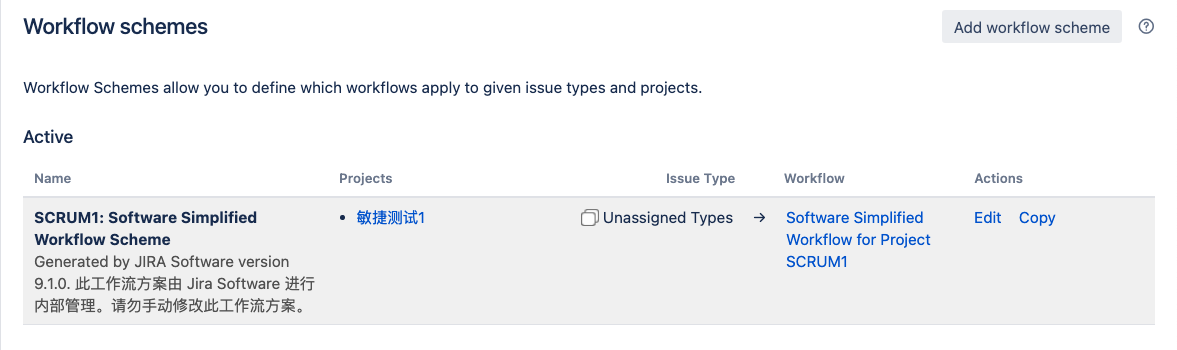 Workflow schemes
Add workflow scheme
Workflow Schemes allow you to define which workflows apply to given issue types and projects.
Active
Name Projects Issue Type Workflow Actions
SCRUM1: Software Simplified
Workflow Scheme
Generated by JIRA Software version
9.1.0. 此工作流方案由 Jira Software 进行
内部管理。请勿手动修改此工作流方案。
• 敏捷测试1
Unassigned Types →
Software Simplified
Workflow for Project
SCRUM1
Edit Copy